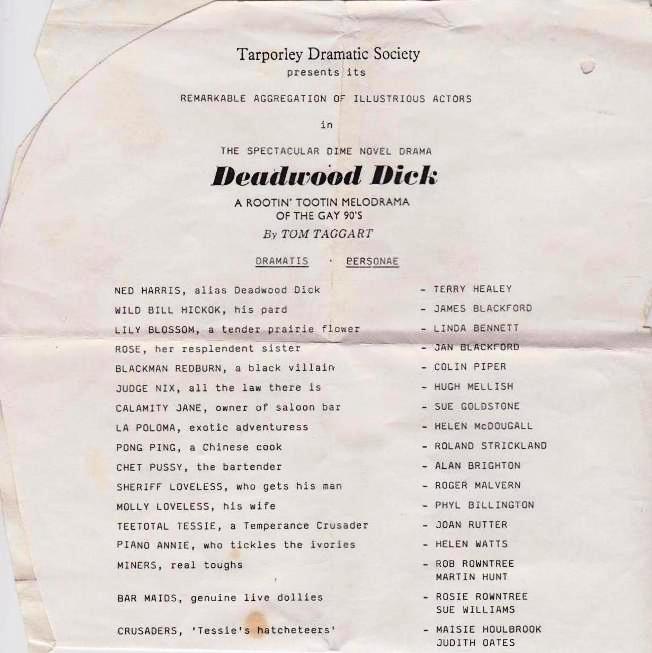 Tarporley Dramatic Society
presents its
REMARKABLE AGGREGATION OF ILLUSTRIOUS ACTORS
in
THE SPECTACULAR DIME NOVEL DRAMA
Deadwood Dick
A ROOTIN' TOOTIN MELODRAMA
OF THE GAY 90'S
By TOM TAGGART
DRAMATIS · PERSONAE
NED HARRIS, alias Deadwood Dick - TERRY HEALEY
WILD BILL HICKOK, his pard - JAMES BLACKFORD
LILY BLOSSOM, a tender prairie flower - LINDA BENNETT
ROSE, her resplendent sister - JAN BLACKFORD
BLACKMAN REDBURN, a black villain - COLIN PIPER
JUDGE NIX, all the law there is - HUGH MELLISH
CALAMITY JANE, owner of saloon bar - SUE GOLDSTONE
LA POLOMA, exotic adventuress - HELEN McDOUGALL
PONG PING, a Chinese cook - ROLAND STRICKLAND
CHET PUSSY, the bartender - ALAN BRIGHTON
SHERIFF LOVELESS, who gets his man - ROGER MALVERN
MOLLY LOVELESS, his wife - PHYL BILLINGTON
TEETOTAL TESSIE, a Temperance Crusader - JOAN RUTTER
PIANO ANNIE, who tickles the ivories - HELEN WATTS
MINERS, real toughs - ROB ROWNTREE
MARTIN HUNT
BAR MAIDS, genuine live dollies - ROSIE ROWNTREE
SUE WILLIAMS
CRUSADERS, 'Tessie's hatcheteers' - MAISIE HOULBROOK
JUDITH OATES